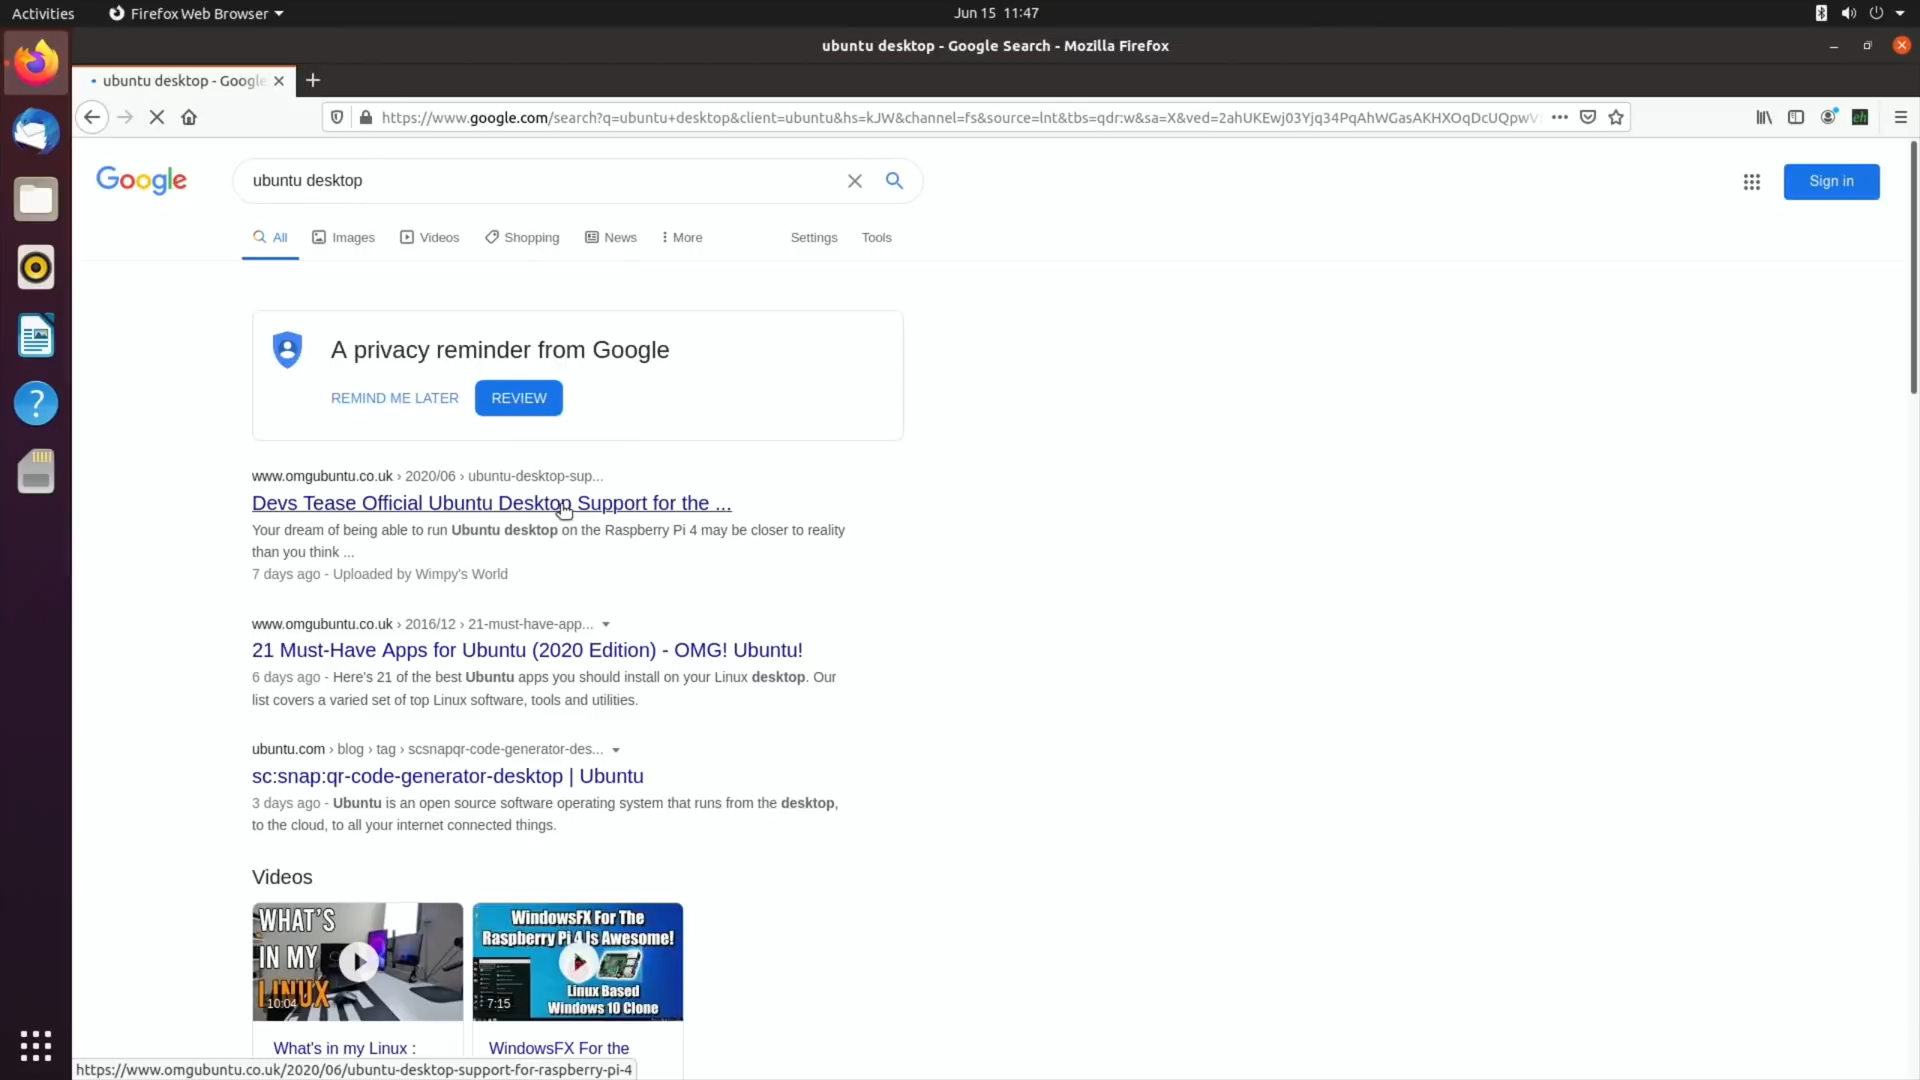 Activities
Firefox Web Browser
Jun 15 11:47
ubuntu desktop - Google Search - Mozilla Firefox
ubuntu desktop - Google
https://www.google.com/search?q=ubuntu+desktop&client=ubuntu&hs=kJW&channel=fs&source=lnt&tbs=qdr:w&sa=X&ved=2ahUKEwj03Yjq34PqAhWGasAKHXOqDcUQpwV
eh
Google
ubuntu desktop
Sign in
All
Images
Videos
Shopping
News
More
Settings
Tools
A privacy reminder from Google
REMIND ME LATER
REVIEW
www.omgubuntu.co.uk › 2020/06 › ubuntu-desktop-sup...
Devs Tease Official Ubuntu Desktop Support for the ...
Your dream of being able to run Ubuntu desktop on the Raspberry Pi 4 may be closer to reality
than you think ...
7 days ago - Uploaded by Wimpy's World
www.omgubuntu.co.uk › 2016/12 › 21-must-have-app...
21 Must-Have Apps for Ubuntu (2020 Edition) - OMG! Ubuntu!
6 days ago - Here's 21 of the best Ubuntu apps you should install on your Linux desktop. Our
list covers a varied set of top Linux software, tools and utilities.
ubuntu.com › blog › tag › scsnapqr-code-generator-des...
sc:snap:qr-code-generator-desktop | Ubuntu
3 days ago - Ubuntu is an open source software operating system that runs from the desktop,
to the cloud, to all your internet connected things.
Videos
WHAT'S
IN MY
LINUX
10:04
WindowsFX For The
Raspberry Pi 4 Is Awesome!
Linux Based
Windows 10 Clone
7:15
What's in my Linux :
WindowsFX For the
https://www.omgubuntu.co.uk/2020/06/ubuntu-desktop-support-for-raspberry-pi-4